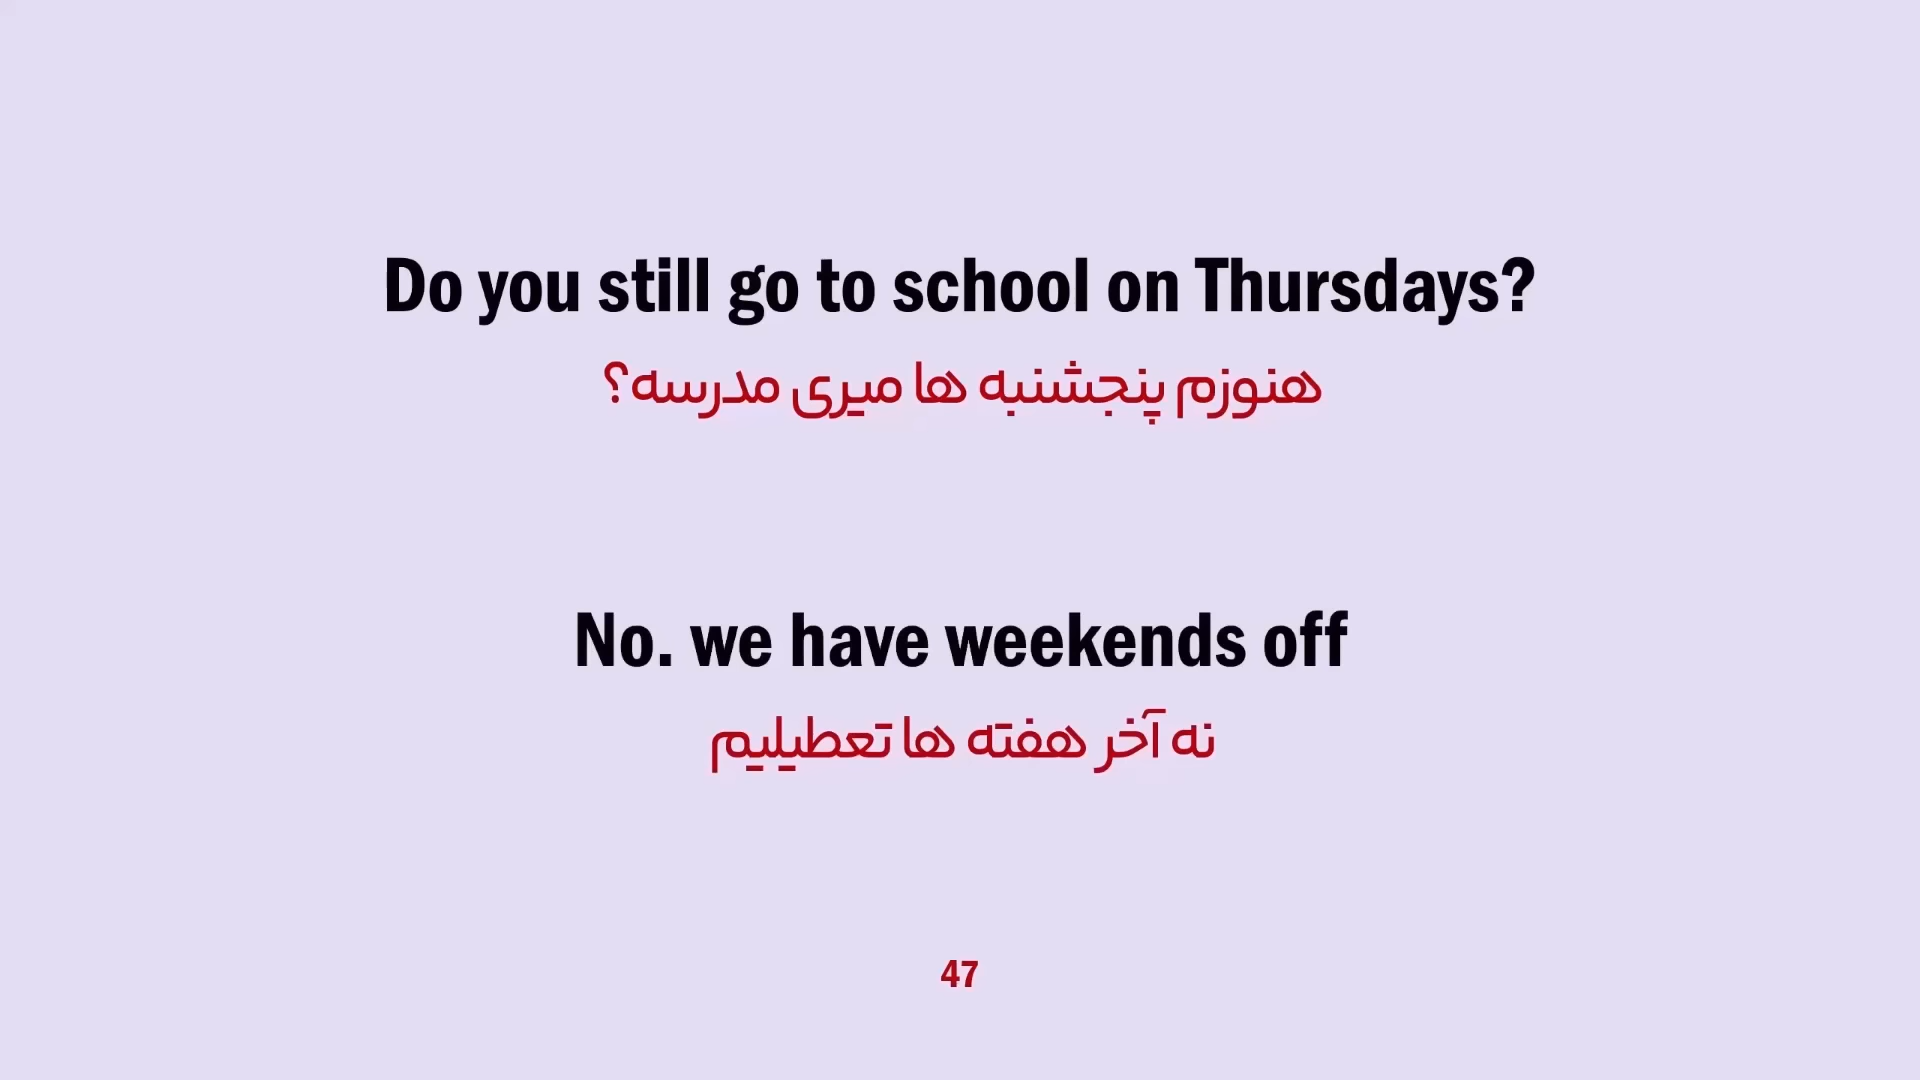 Do you still go to school on Thursdays?
هنوزم پنجشنبه ها میری مدرسه؟
No. we have weekends off
نه آخر هفته ها تعطیلیم
47